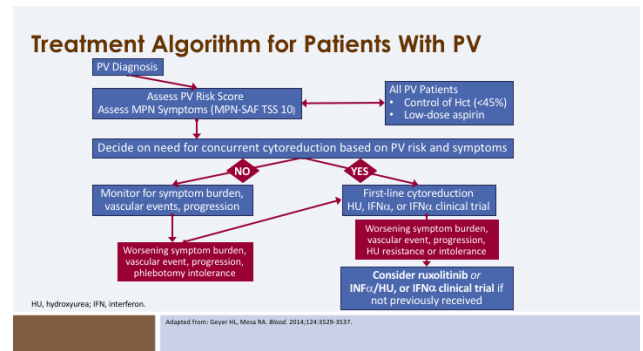 Treatment Algorithm for Patients With PV
PV Diagnosis
Assess PV Risk Score
Assess MPN Symptoms (MPN-SAF TSS 10)
All PV Patients
• Control of Hct (<45%)
• Low-dose aspirin
Decide on need for concurrent cytoreduction based on PV risk and symptoms
NO
YES
Monitor for symptom burden,
vascular events, progression
First-line cytoreduction
HU, IFNα, or IFNα clinical trial
Worsening symptom burden,
vascular event, progression,
phlebotomy intolerance
Worsening symptom burden,
vascular event, progression,
HU resistance or intolerance
Consider ruxolitinib or
INFα/HU, or IFNα clinical trial if
not previously received
HU, hydroxyurea; IFN, interferon.
Adapted from: Geyer HL, Mesa RA. Blood. 2014;124:3529-3537.